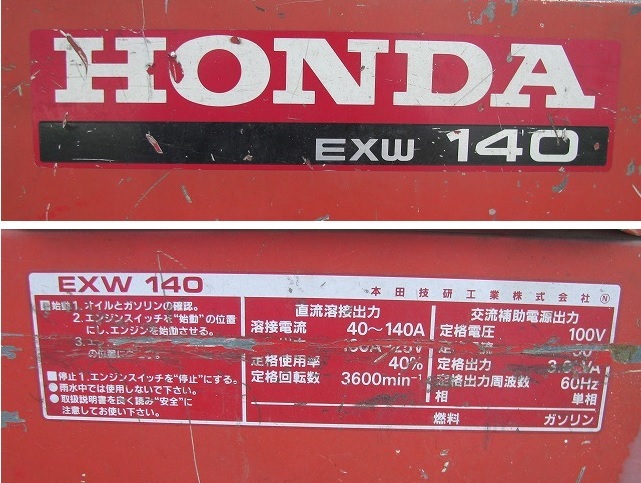 HONDA
EXW 140
EXW 140
本田技研工業株式会社 Ⓝ
■始動 1.オイルとガソリンの確認。
2.エンジンスイッチを“始動”の位置
にし、エンジンを始動させる。
3.エン
の位置に
■停止 1.エンジンスイッチを“停止”にする。
●雨水中では使用しないで下さい。
●取扱説明書を良く読み“安全”に
注意してお使い下さい。
直流溶接出力
溶接電流 40〜140A
定格使用率 40%
定格回転数 3600min⁻¹
交流補助電源出力
定格電圧 100V
定格出力周波数 60Hz
相 単相
燃料 ガソリン